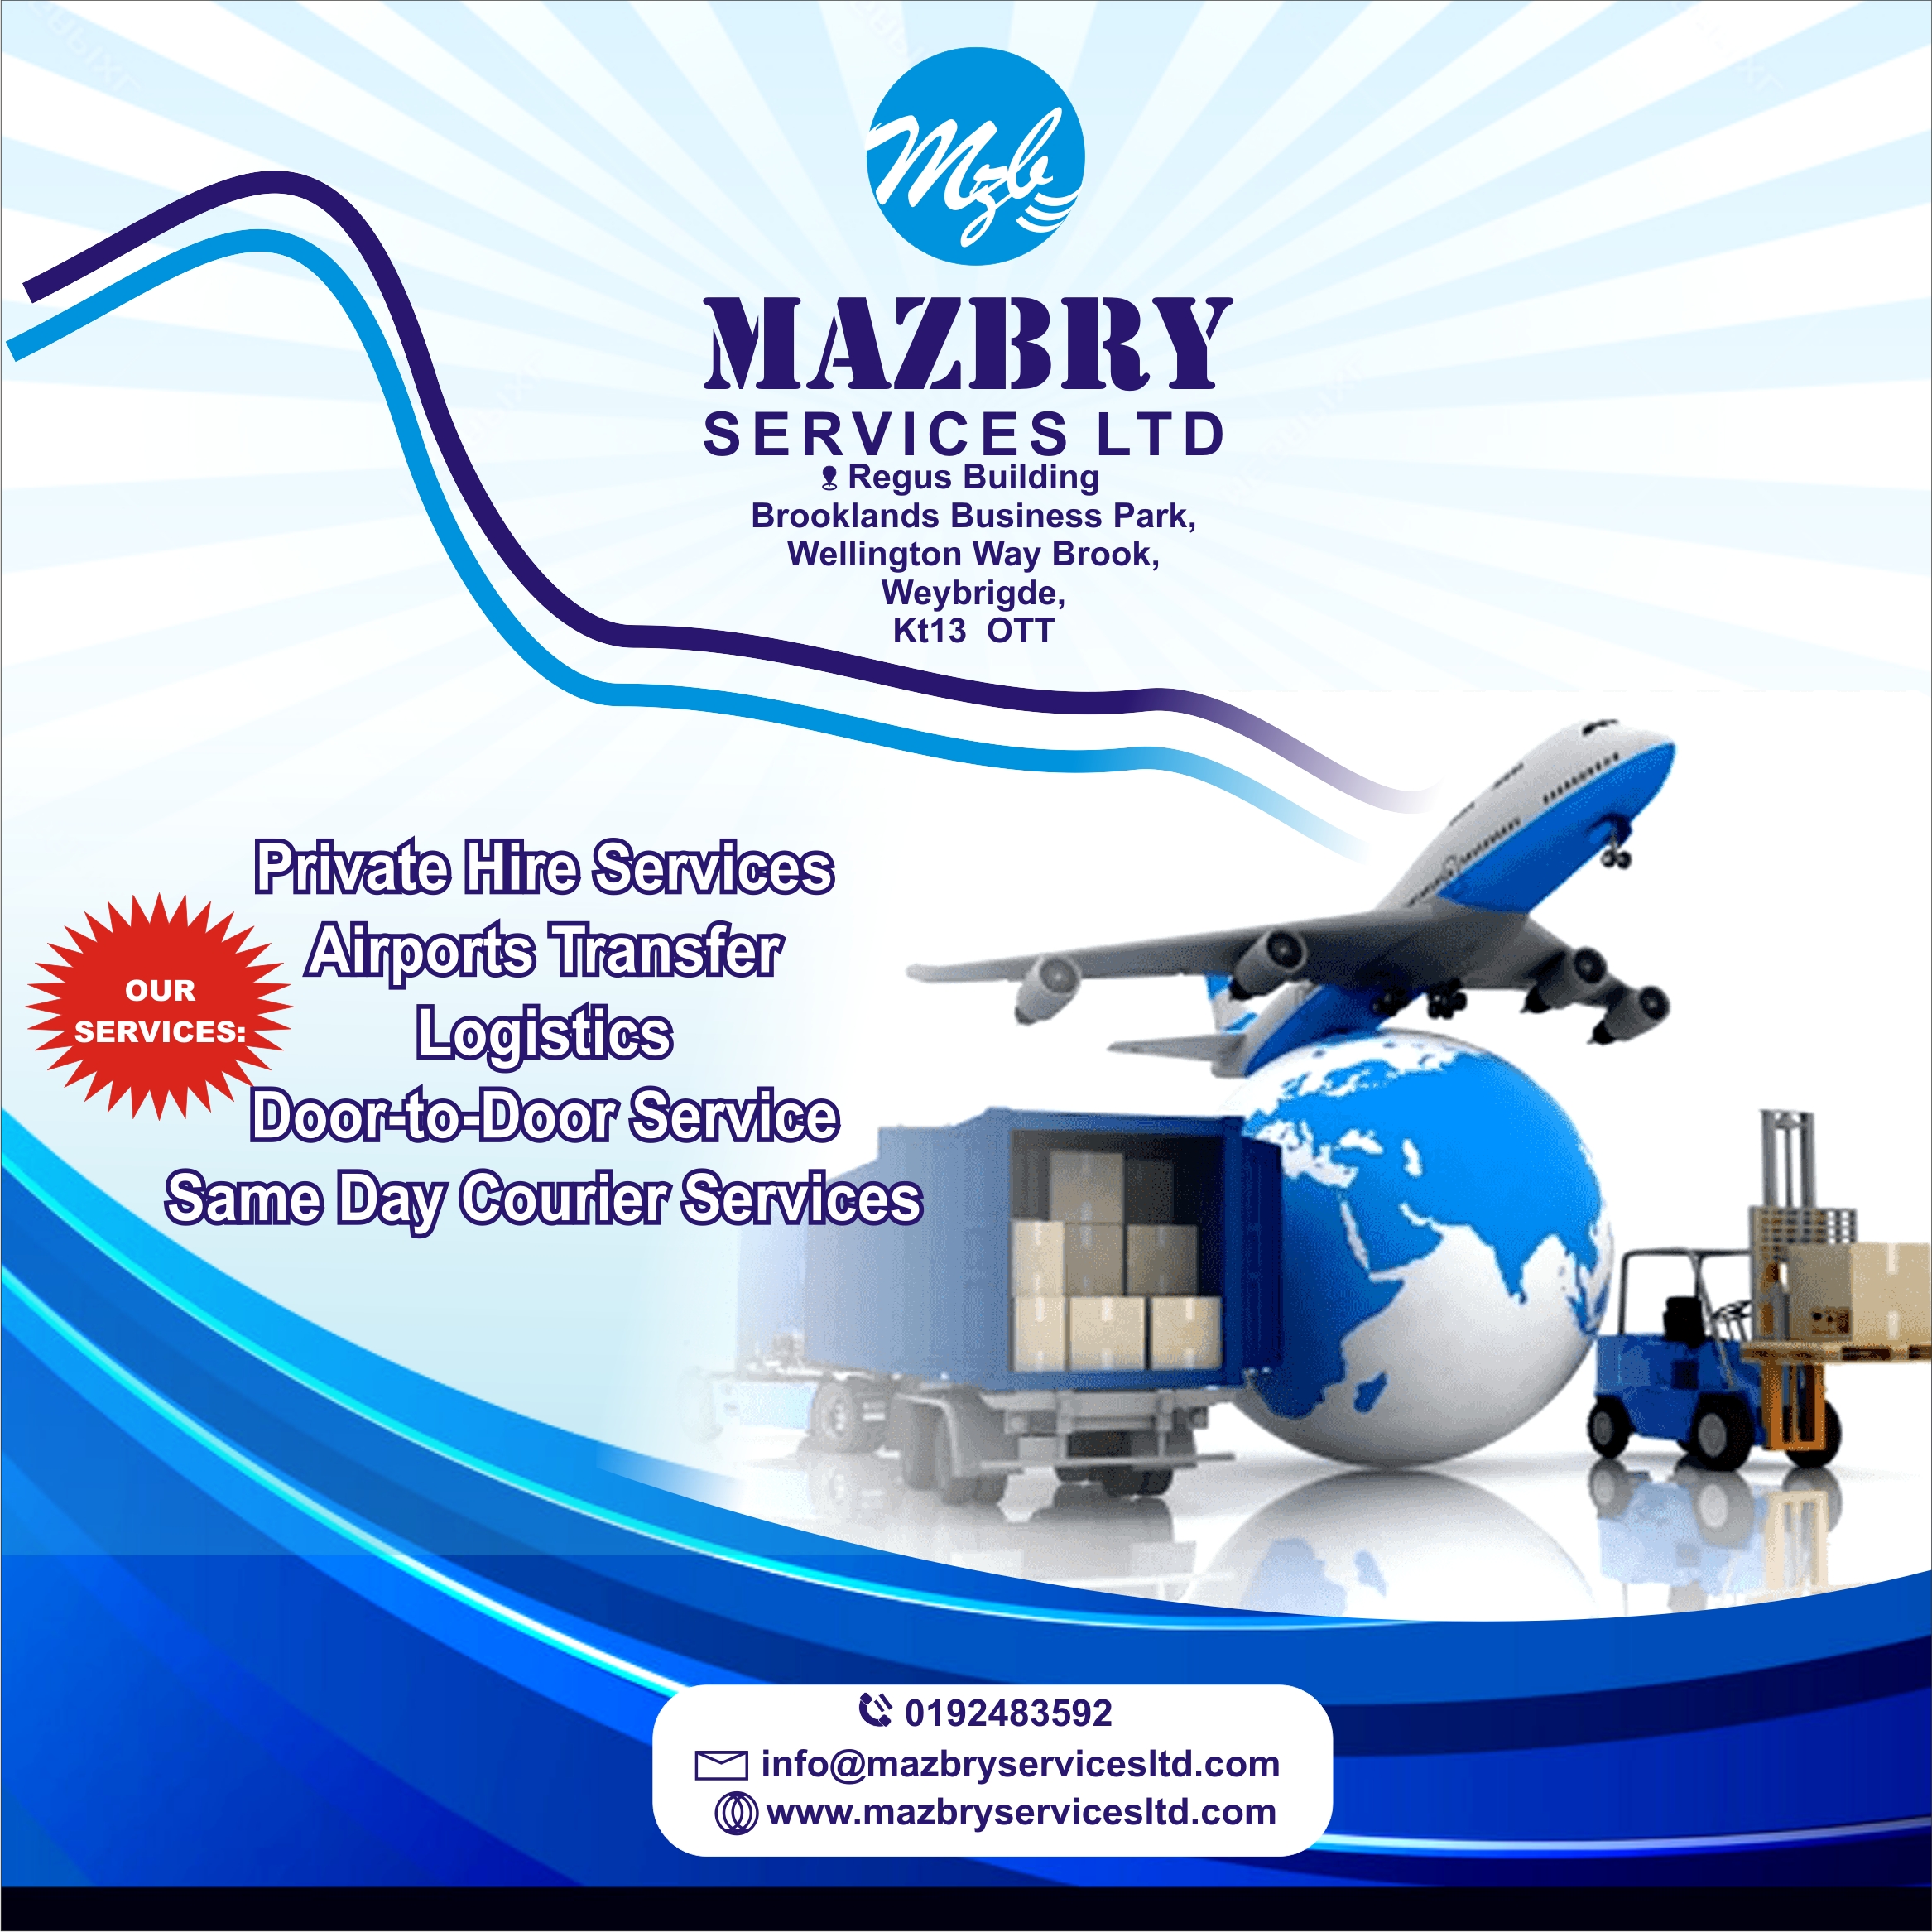 Mzb
MAZBRY
SERVICES LTD
Regus Building
Brooklands Business Park,
Wellington Way Brook,
Weybrigde,
Kt13 OTT
Private Hire Services
Airports Transfer
Logistics
Door-to-Door Service
Same Day Courier Services
OUR
SERVICES:
0192483592
info@mazbryservicesltd.com
www.mazbryservicesltd.com